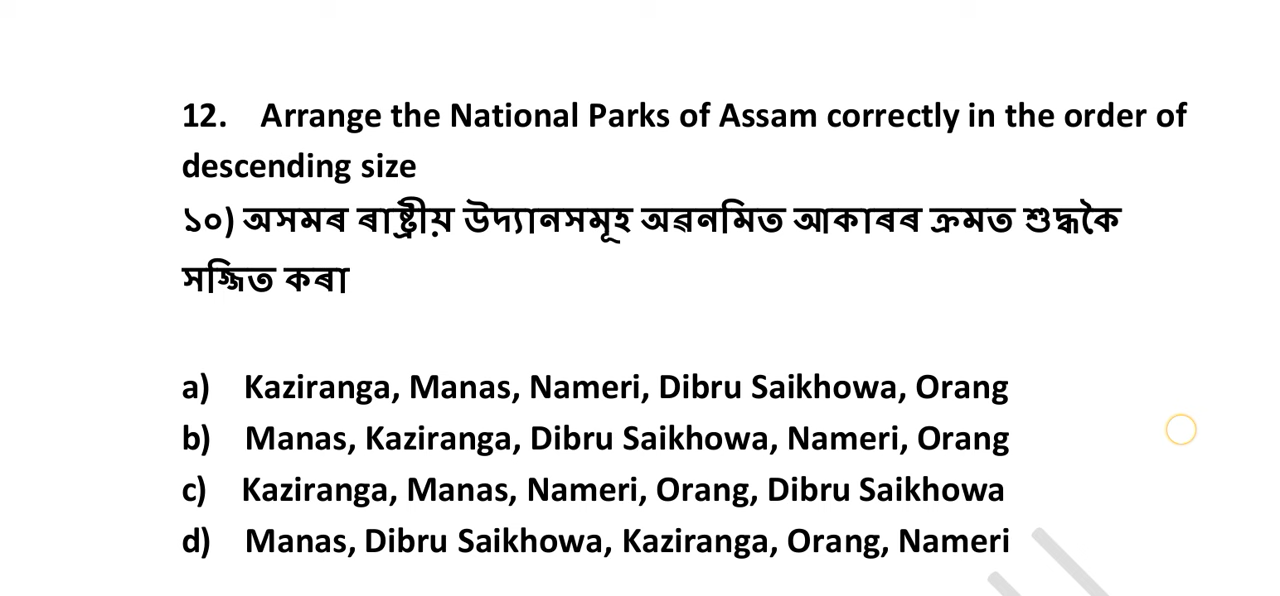 12. Arrange the National Parks of Assam correctly in the order of
descending size
১০) অসমৰ ৰাষ্ট্ৰীয় উদ্যানসমূহ অৱনমিত আকাৰৰ ক্ৰমত শুদ্ধকৈ
সজ্জিত কৰা
a) Kaziranga, Manas, Nameri, Dibru Saikhowa, Orang
b) Manas, Kaziranga, Dibru Saikhowa, Nameri, Orang
c) Kaziranga, Manas, Nameri, Orang, Dibru Saikhowa
d) Manas, Dibru Saikhowa, Kaziranga, Orang, Nameri